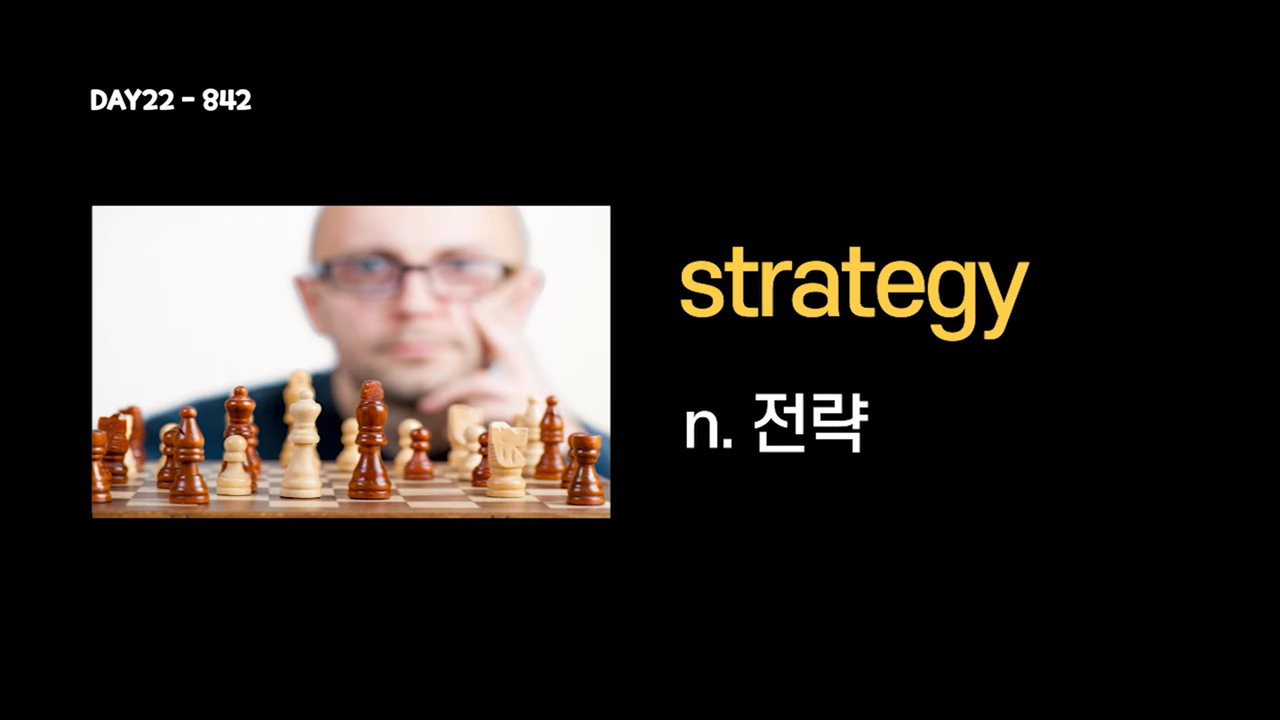 DAY22 - 842
strategy
n. 전략